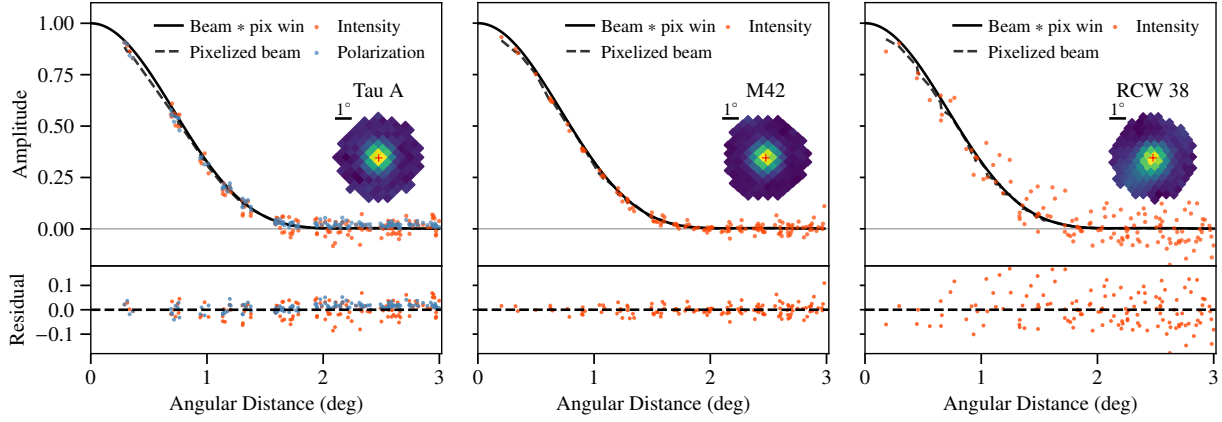 Amplitude
1.00
0.75
0.50
0.25
0.00
Beam ∗ pix win
Pixelized beam
Intensity
Polarization
Tau A
1°
Beam ∗ pix win
Pixelized beam
Intensity
M42
1°
Beam ∗ pix win
Pixelized beam
Intensity
RCW 38
1°
Residual
0.1
0.0
−0.1
0 1 2 3
Angular Distance (deg)
0 1 2 3
Angular Distance (deg)
0 1 2 3
Angular Distance (deg)